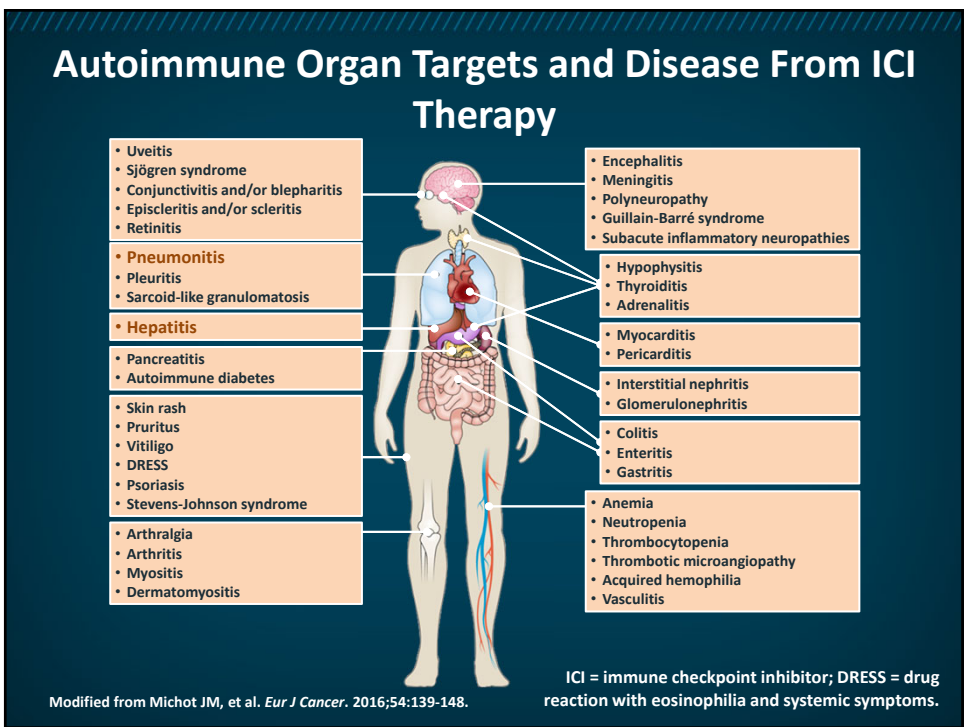 Autoimmune Organ Targets and Disease From ICI
Therapy
• Uveitis
• Sjögren syndrome
• Conjunctivitis and/or blepharitis
• Episcleritis and/or scleritis
• Retinitis
• Pneumonitis
• Pleuritis
• Sarcoid-like granulomatosis
• Hepatitis
• Pancreatitis
• Autoimmune diabetes
• Skin rash
• Pruritus
• Vitiligo
• DRESS
• Psoriasis
• Stevens-Johnson syndrome
• Arthralgia
• Arthritis
• Myositis
• Dermatomyositis
• Encephalitis
• Meningitis
• Polyneuropathy
• Guillain-Barré syndrome
• Subacute inflammatory neuropathies
• Hypophysitis
• Thyroiditis
• Adrenalitis
• Myocarditis
• Pericarditis
• Interstitial nephritis
• Glomerulonephritis
• Colitis
• Enteritis
• Gastritis
• Anemia
• Neutropenia
• Thrombocytopenia
• Thrombotic microangiopathy
• Acquired hemophilia
• Vasculitis
Modified from Michot JM, et al. Eur J Cancer. 2016;54:139-148.
ICI = immune checkpoint inhibitor; DRESS = drug
reaction with eosinophilia and systemic symptoms.